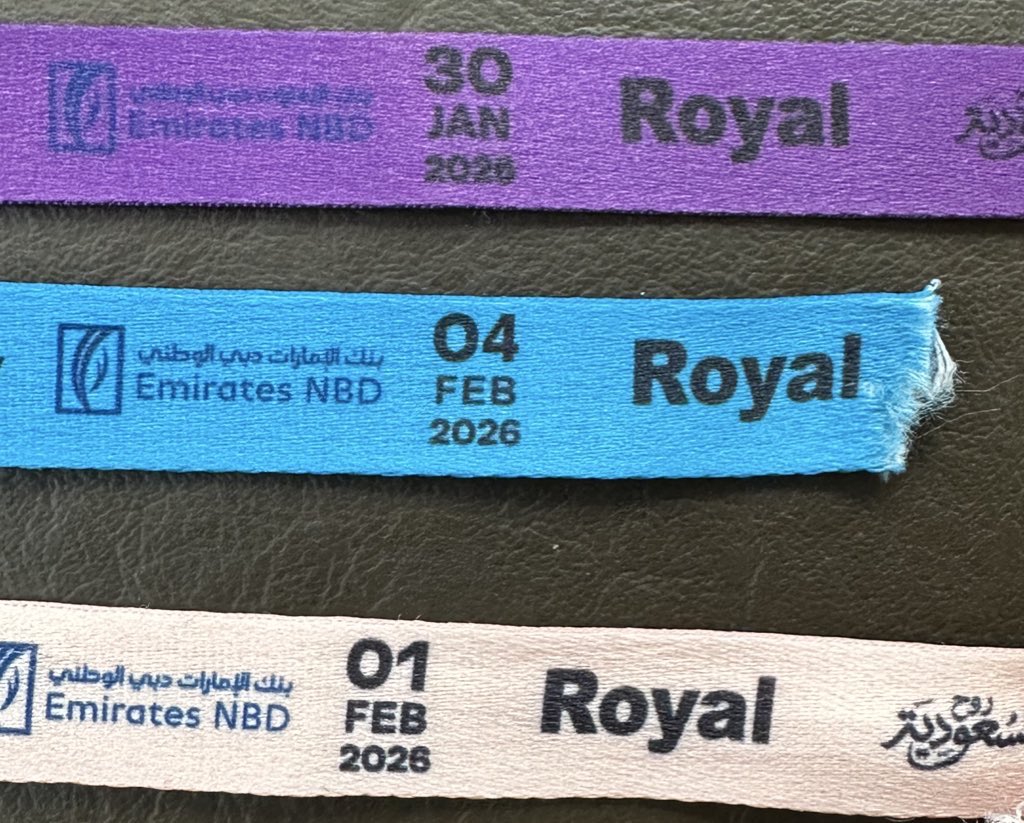 بنك الإمارات دبي الوطني
Emirates NBD
30
JAN
2026
Royal
بنك الإمارات دبي الوطني
Emirates NBD
04
FEB
2026
Royal
بنك الإمارات دبي الوطني
Emirates NBD
01
FEB
2026
Royal
روح
سعودية